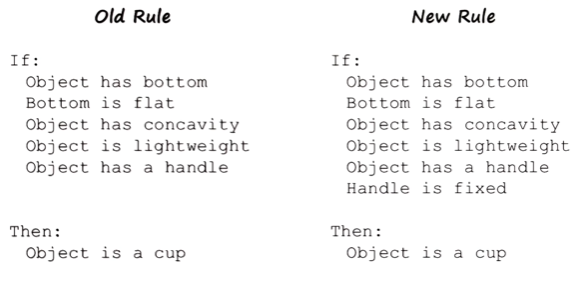 Old Rule
If:
Object has bottom
Bottom is flat
Object has concavity
Object is lightweight
Object has a handle
Then:
Object is a cup
New Rule
If:
Object has bottom
Bottom is flat
Object has concavity
Object is lightweight
Object has a handle
Handle is fixed
Then:
Object is a cup